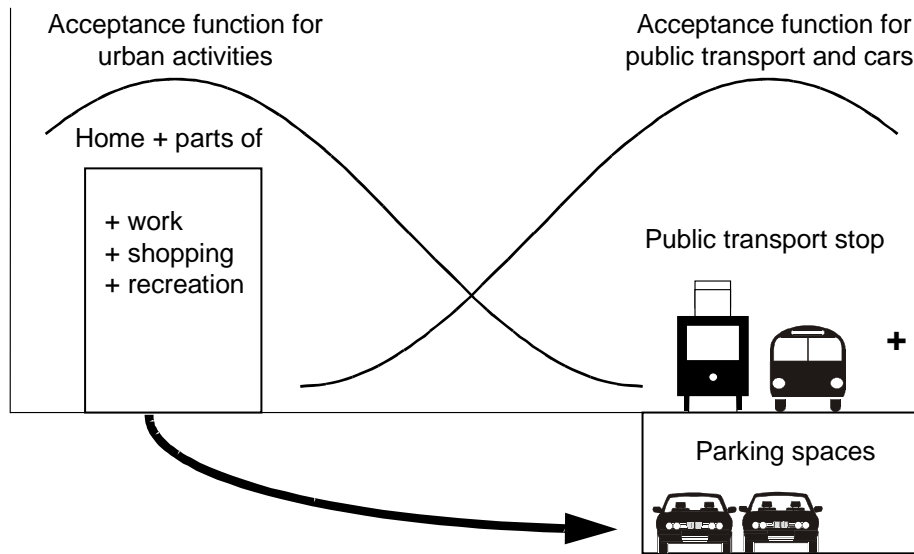 Acceptance function for
urban activities
Acceptance function for
public transport and cars
Home + parts of
+ work
+ shopping
+ recreation
Public transport stop
+
Parking spaces